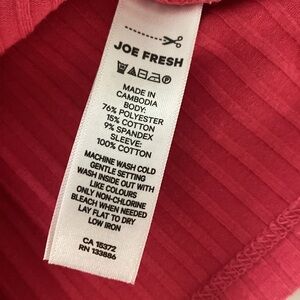 JOE FRESH
MADE IN
CAMBODIA
BODY:
76% POLYESTER
15% COTTON
9% SPANDEX
SLEEVE:
100% COTTON
MACHINE WASH COLD
GENTLE SETTING
WASH INSIDE OUT WITH
LIKE COLOURS
ONLY NON-CHLORINE
BLEACH WHEN NEEDED
LAY FLAT TO DRY
LOW IRON
CA 15372
RN 133886